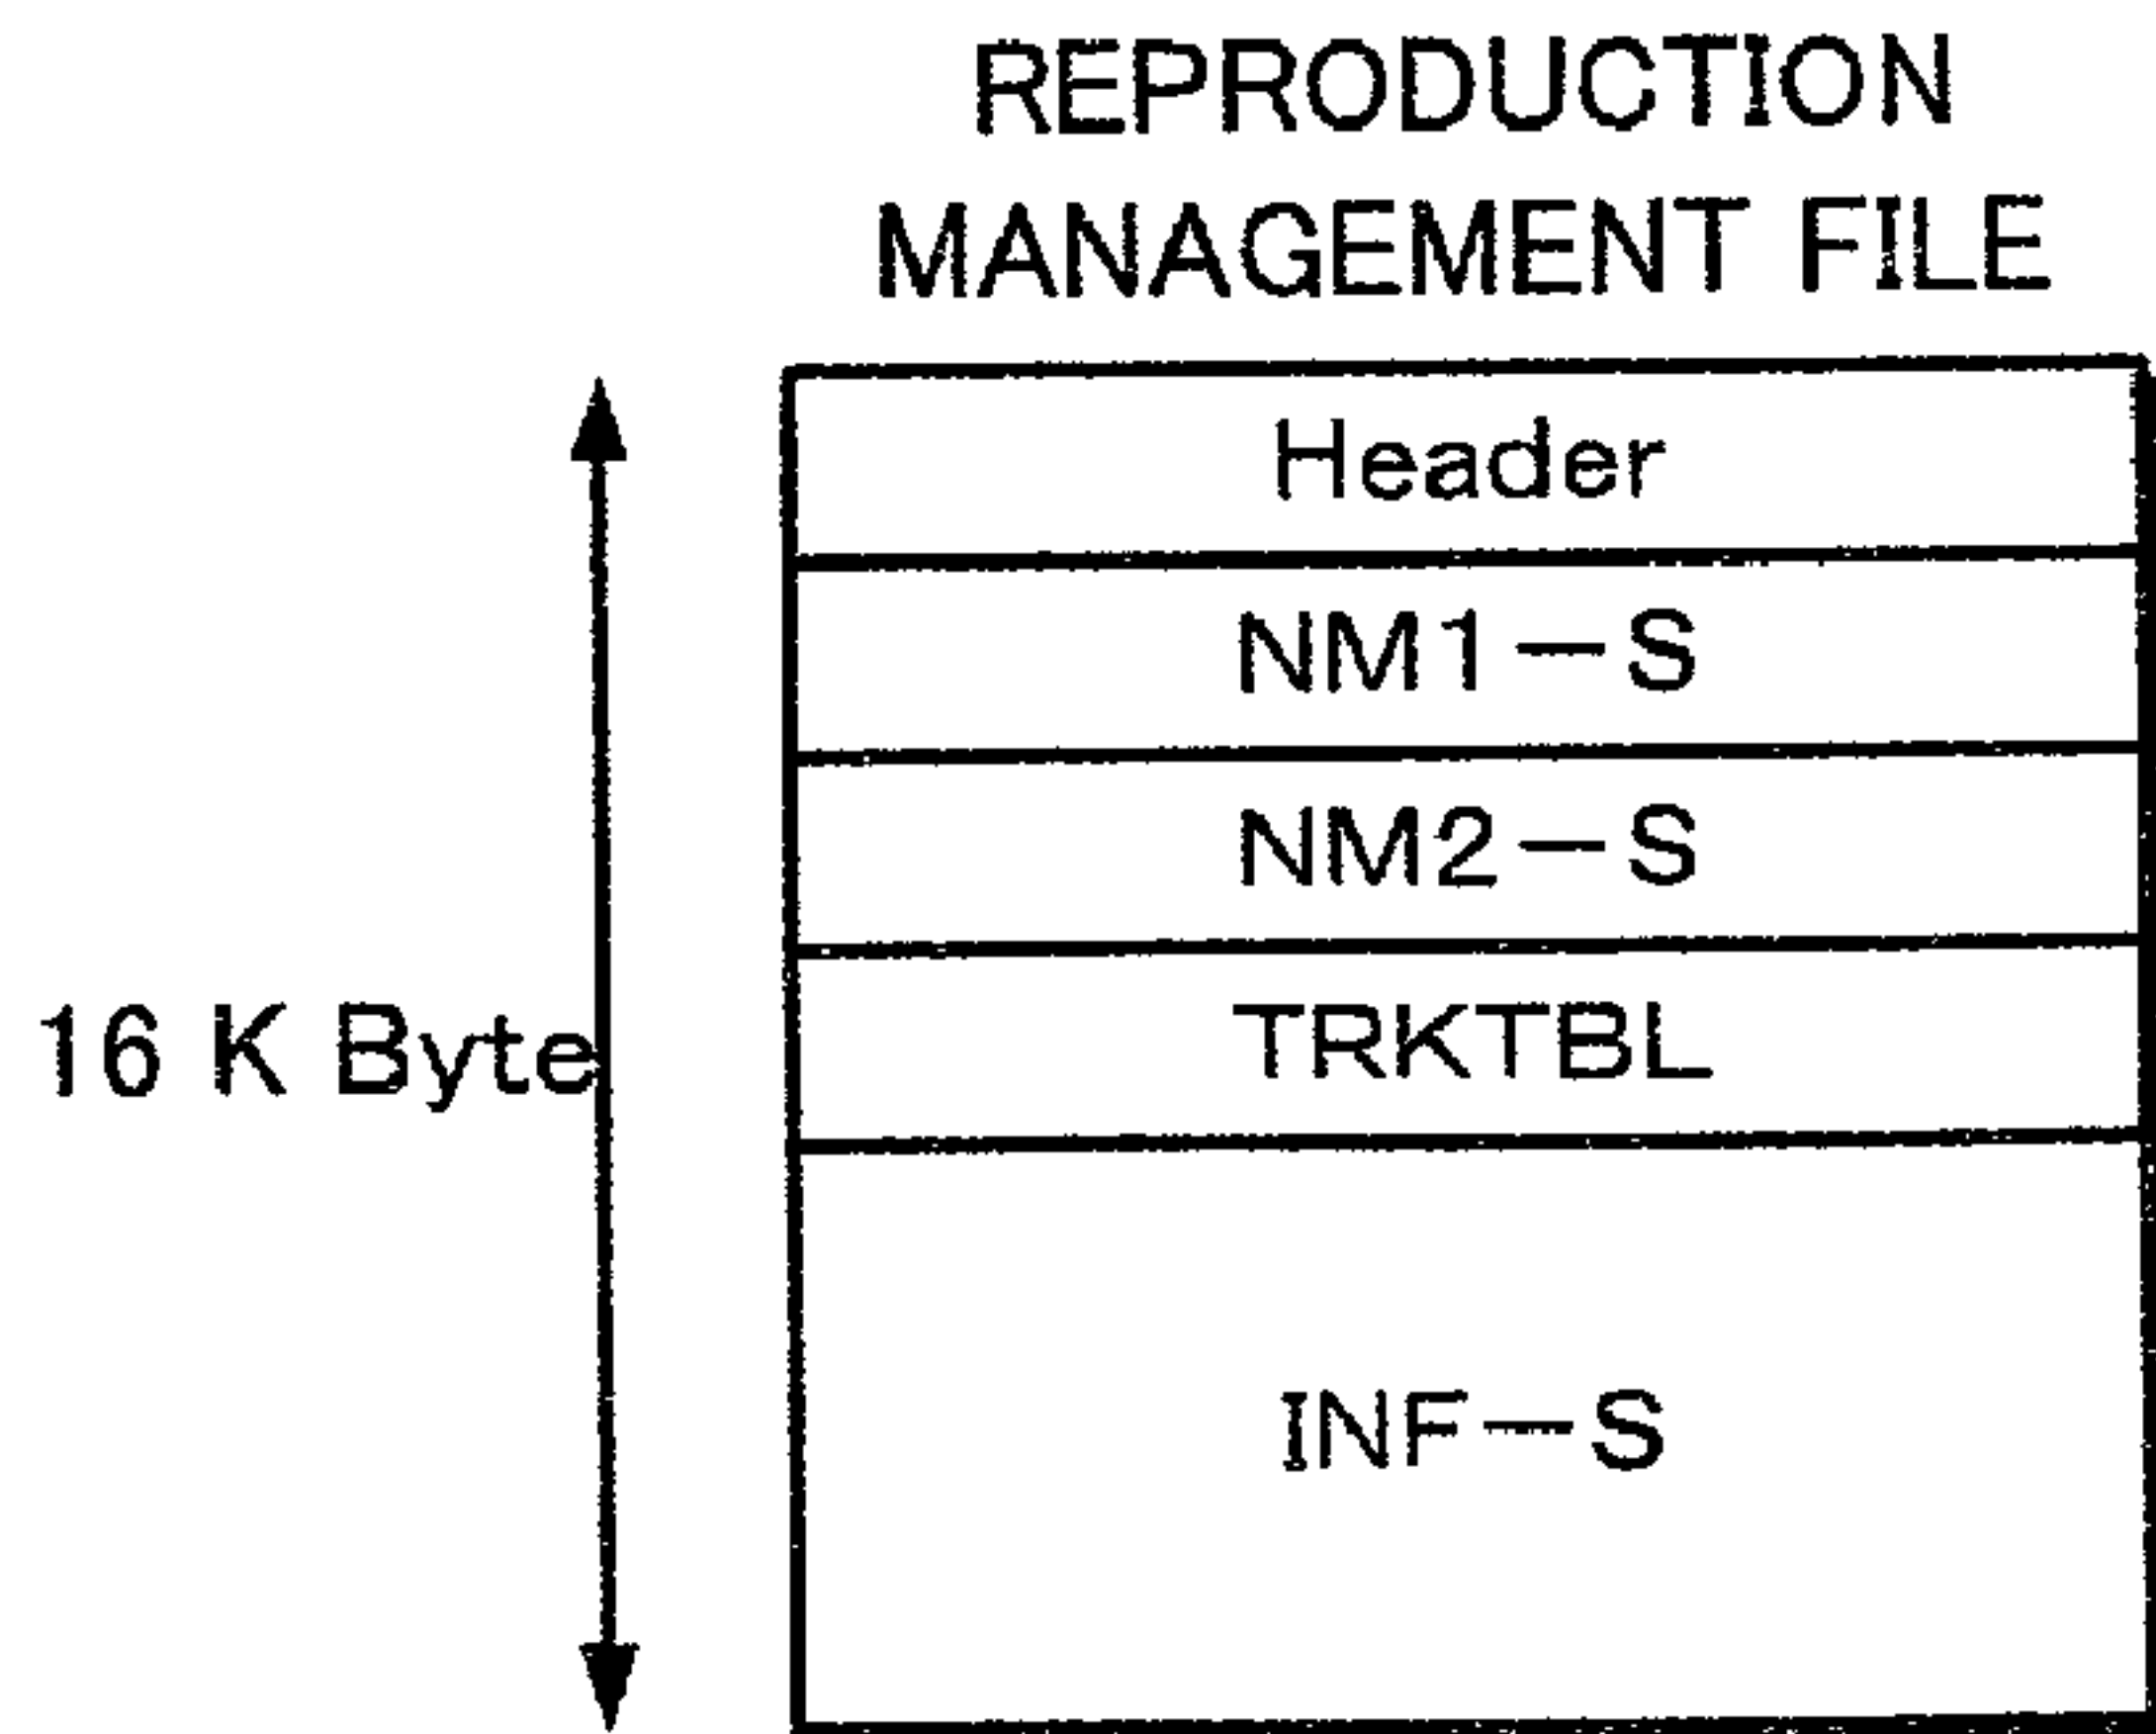 REPRODUCTION
MANAGEMENT FILE
Header
NM1-S
NM2-S
16 K Byte
TRKTBL
INF-S